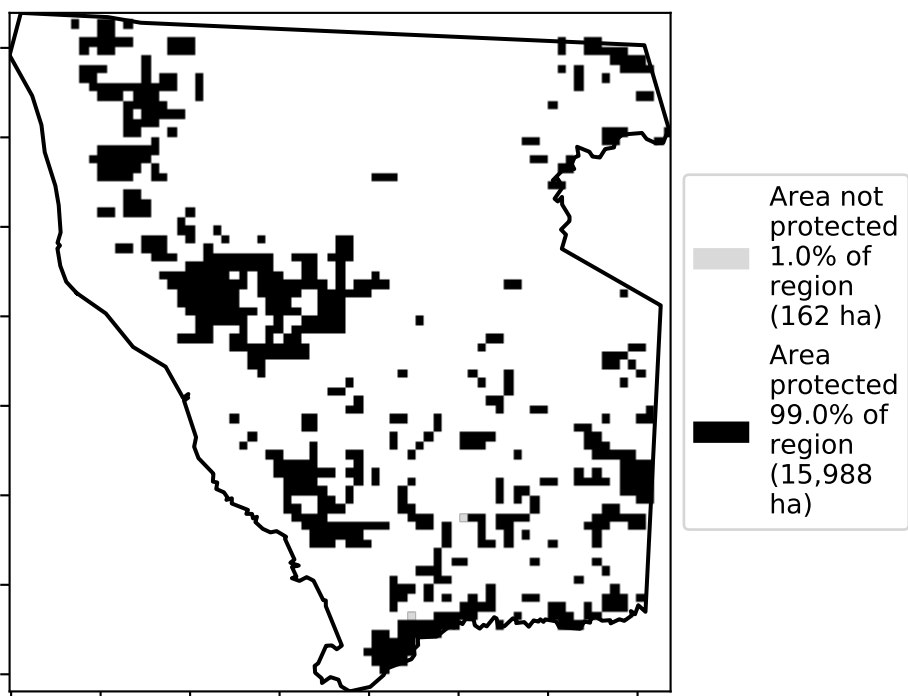 Area not
protected
1.0% of
region
(162 ha)
Area
protected
99.0% of
region
(15,988
ha)